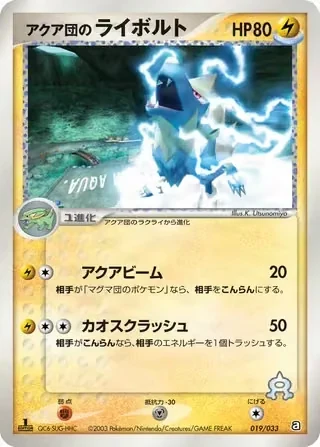 アクア団の ライボルト HP80
AQUA.
1進化
アクア団のラクライから進化
Illus.K. Utsunomiya
アクアビーム 20
相手が「マグマ団のポケモン」なら、相手をこんらんにする。
カオスクラッシュ 50
相手がこんらんなら、相手のエネルギーを1個トラッシュする。
弱点 抵抗力 -30 にげる
1 EDITION QC6-SUG-HHC ©2003 Pokémon/Nintendo/Creatures/GAME FREAK 019/033 a